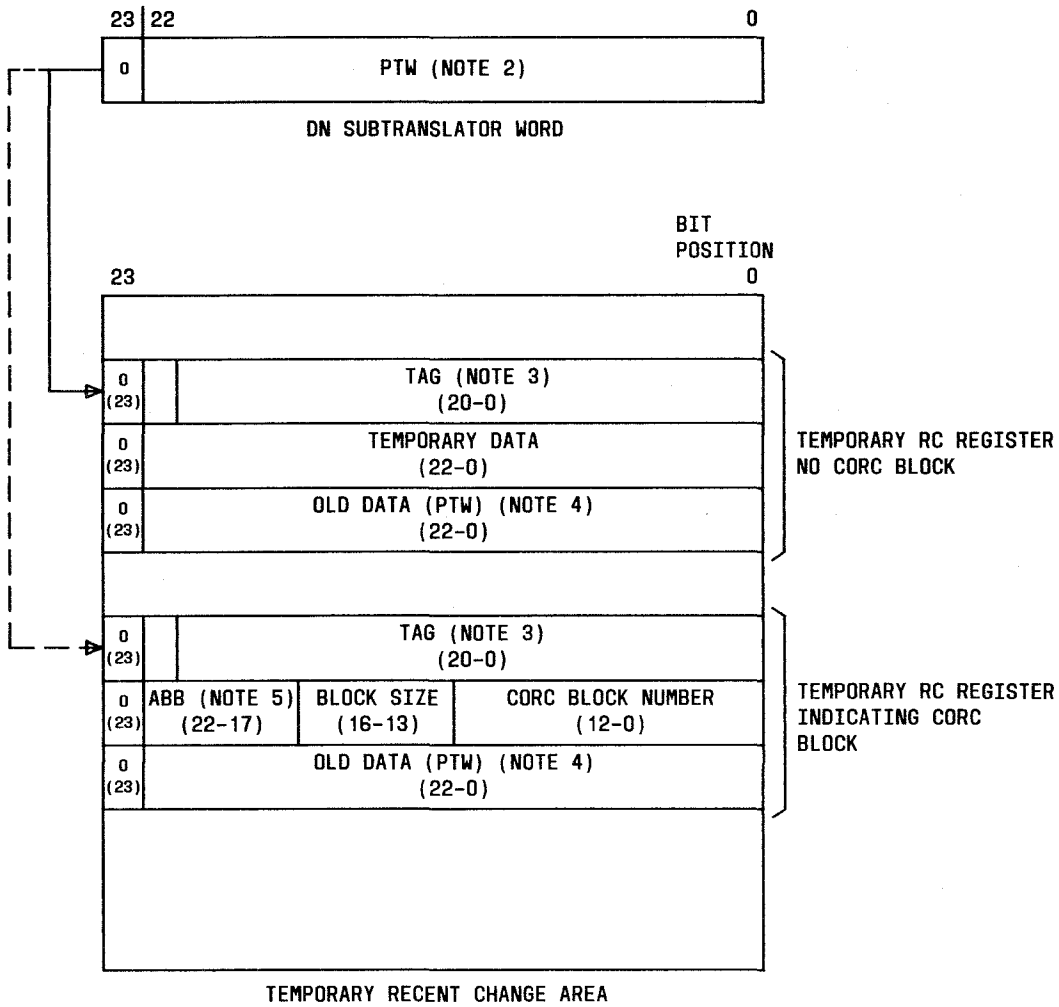 23 22 0
0 PTW (NOTE 2)
DN SUBTRANSLATOR WORD
BIT
POSITION
23 0
0 TAG (NOTE 3)
(23) (20-0)
0 TEMPORARY DATA
(23) (22-0)
0 OLD DATA (PTW) (NOTE 4)
(23) (22-0)
TEMPORARY RC REGISTER
NO CORC BLOCK
0 TAG (NOTE 3)
(23) (20-0)
0 ABB (NOTE 5) BLOCK SIZE CORC BLOCK NUMBER
(23) (22-17) (16-13) (12-0)
0 OLD DATA (PTW) (NOTE 4)
(23) (22-0)
TEMPORARY RC REGISTER
INDICATING CORC
BLOCK
TEMPORARY RECENT CHANGE AREA